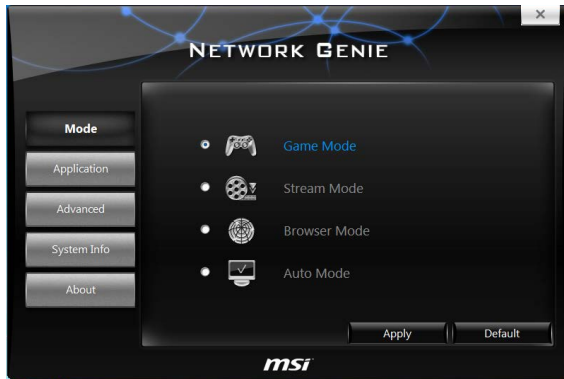 NETWORK GENIE
Mode
Application
Advanced
System Info
About
Game Mode
Stream Mode
Browser Mode
Auto Mode
Apply
Default
msi